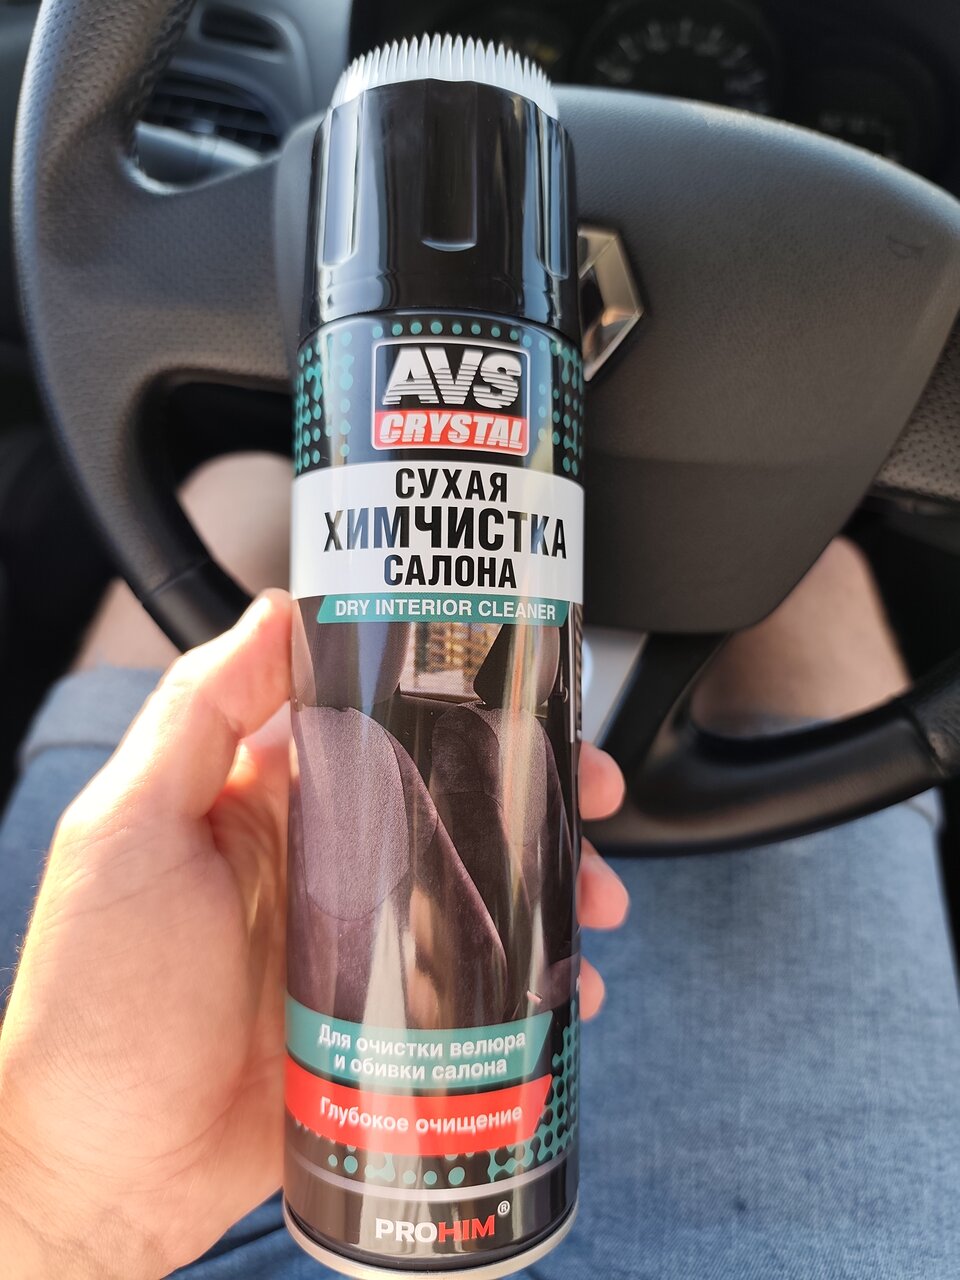 AVS
CRYSTAL
СУХАЯ
ХИМЧИСТКА
САЛОНА
DRY INTERIOR CLEANER
Для очистки велюра
и обивки салона
Глубокое очищение
PROHIM®